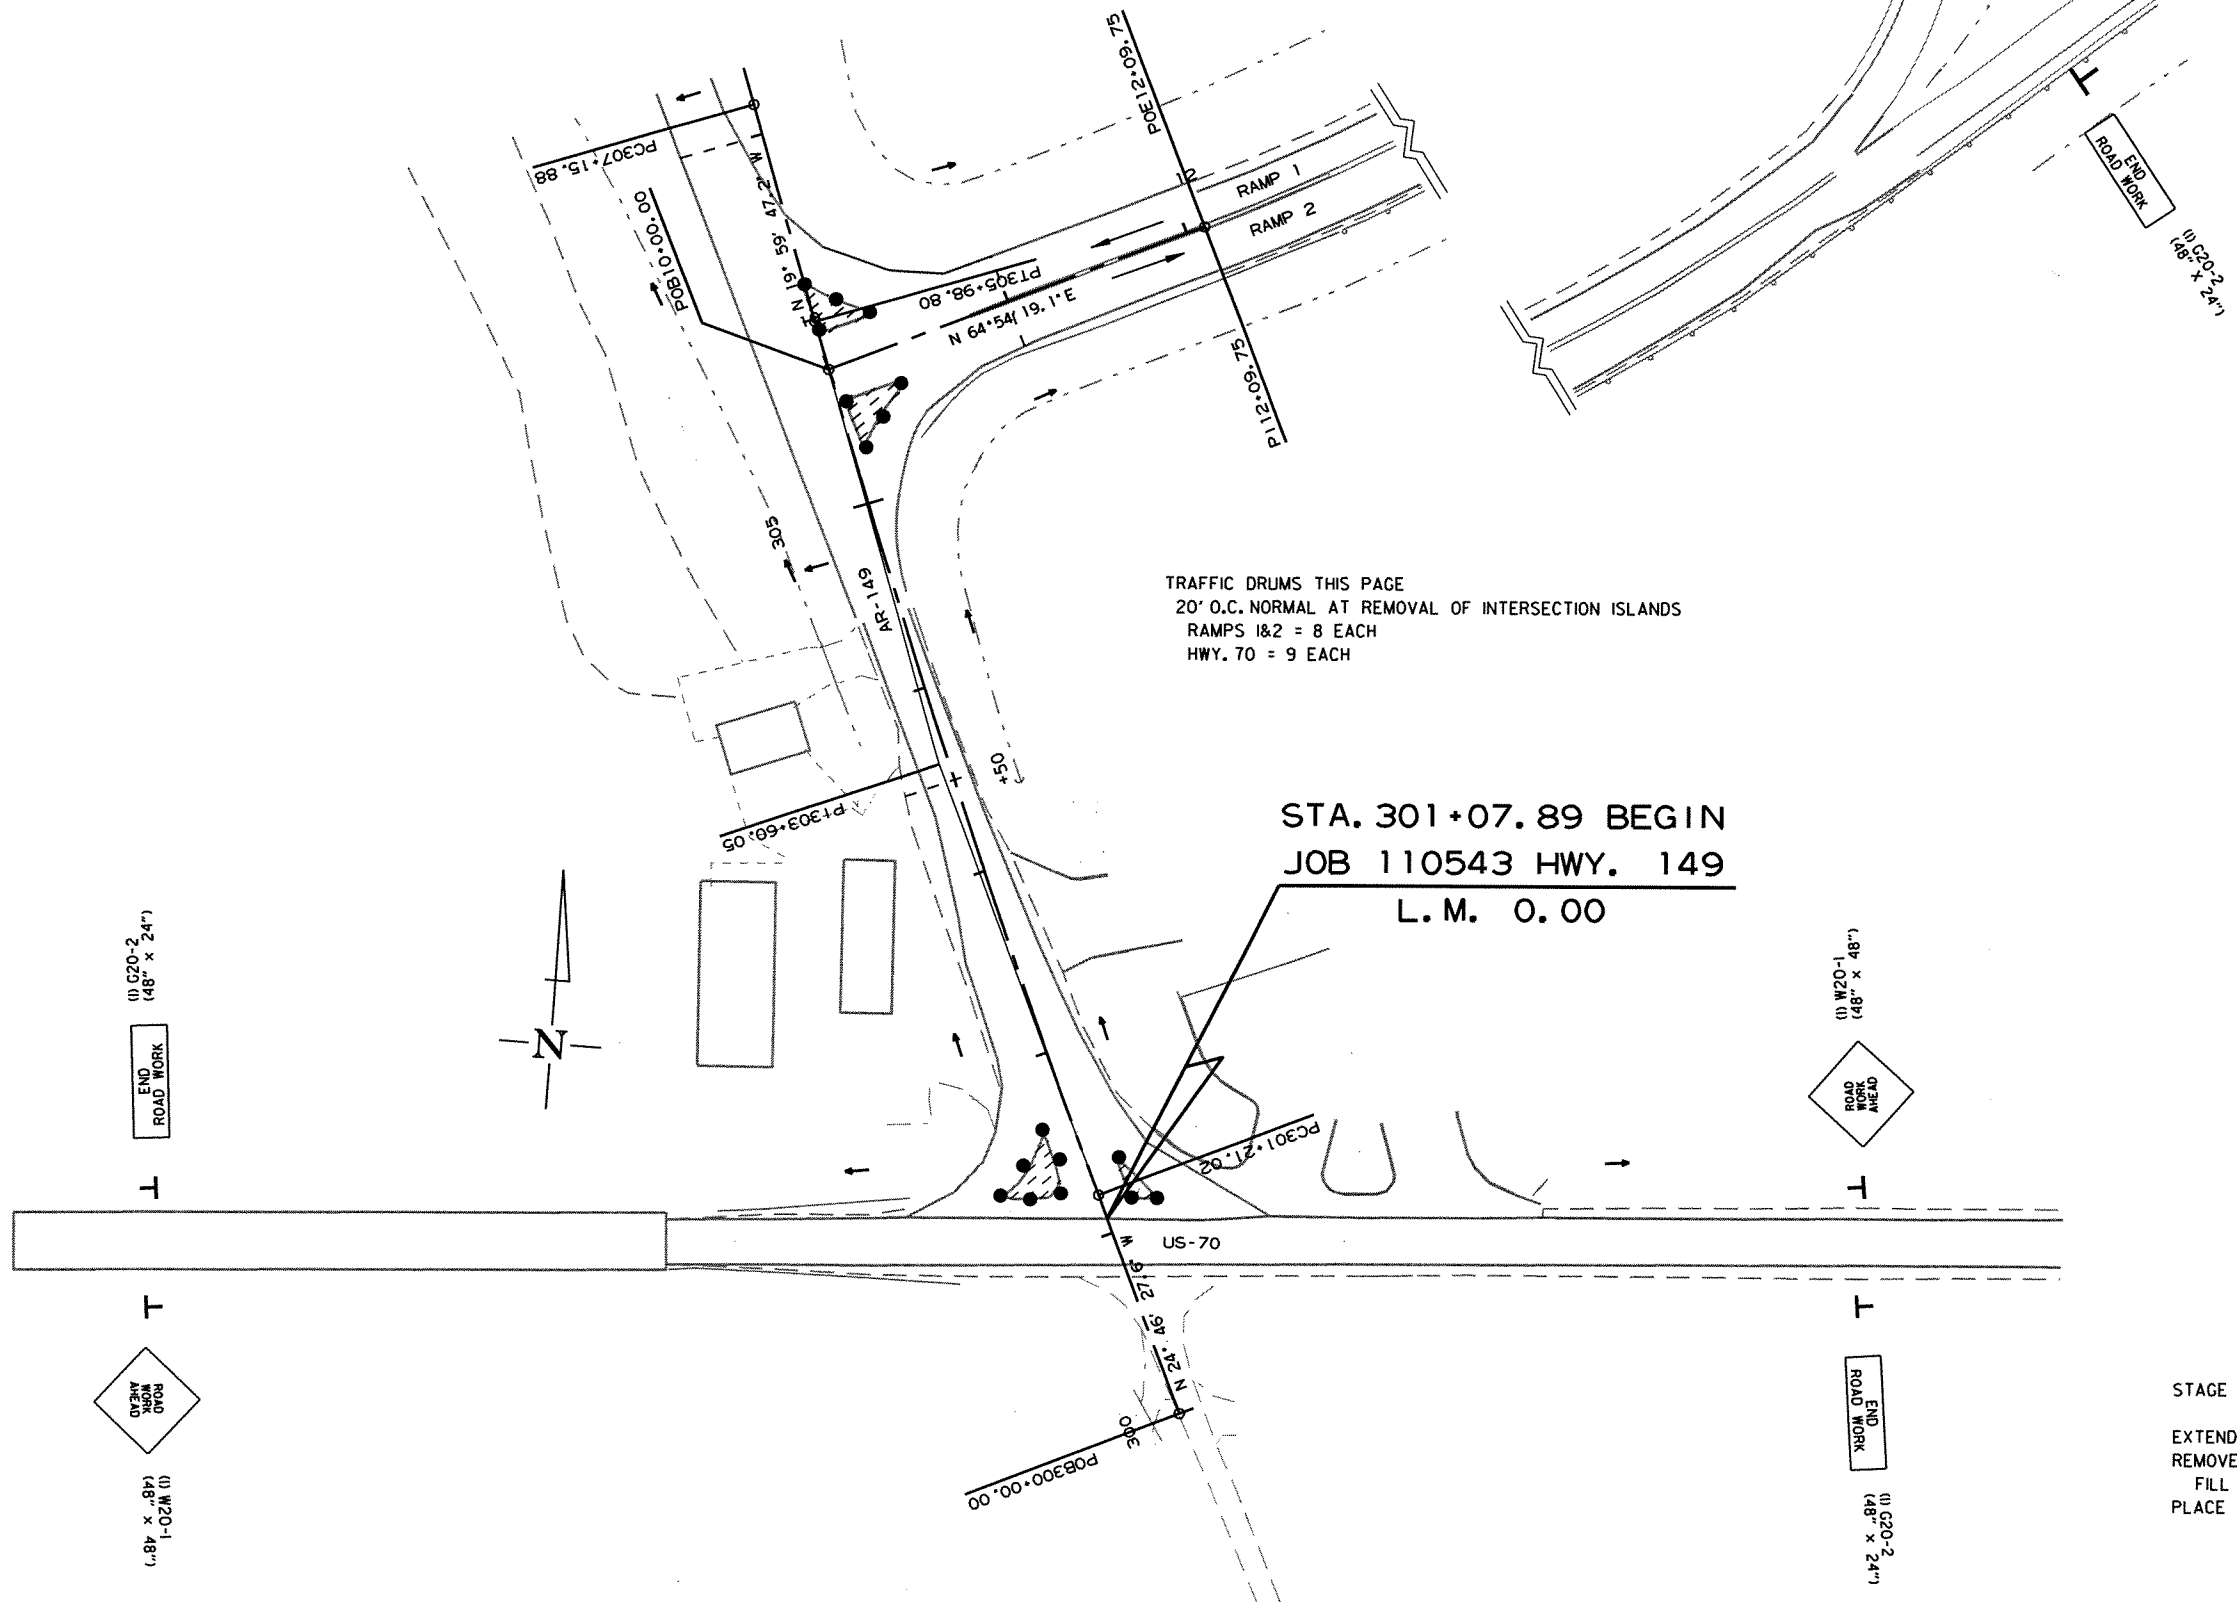 POE12+09.75
PC307+15.88
POB10+00.00
N 19° 59' 47.2" W
12
RAMP 1
RAMP 2
PT305+98.80
N 64°54' 19.1" E
PI12+09.75
END
ROAD WORK
(1) G20-2
(48" X 24")
305
AR-149
TRAFFIC DRUMS THIS PAGE
20' O.C. NORMAL AT REMOVAL OF INTERSECTION ISLANDS
RAMPS 1&2 = 8 EACH
HWY. 70 = 9 EACH
+50
Pt303+60.05
STA. 301+07.89 BEGIN
JOB 110543 HWY. 149
L.M. 0.00
(1) G20-2
(48" X 24")
END
ROAD WORK
N
(1) W20-1
(48" X 48")
ROAD
WORK
AHEAD
PC301+21.02
US-70
N 24° 46' 27.6" W
300
POB300+00.00
ROAD
WORK
AHEAD
(1) W20-1
(48" X 48")
END
ROAD WORK
(1) G20-2
(48" X 24")
STAGE
EXTEND
REMOVE
FILL
PLACE